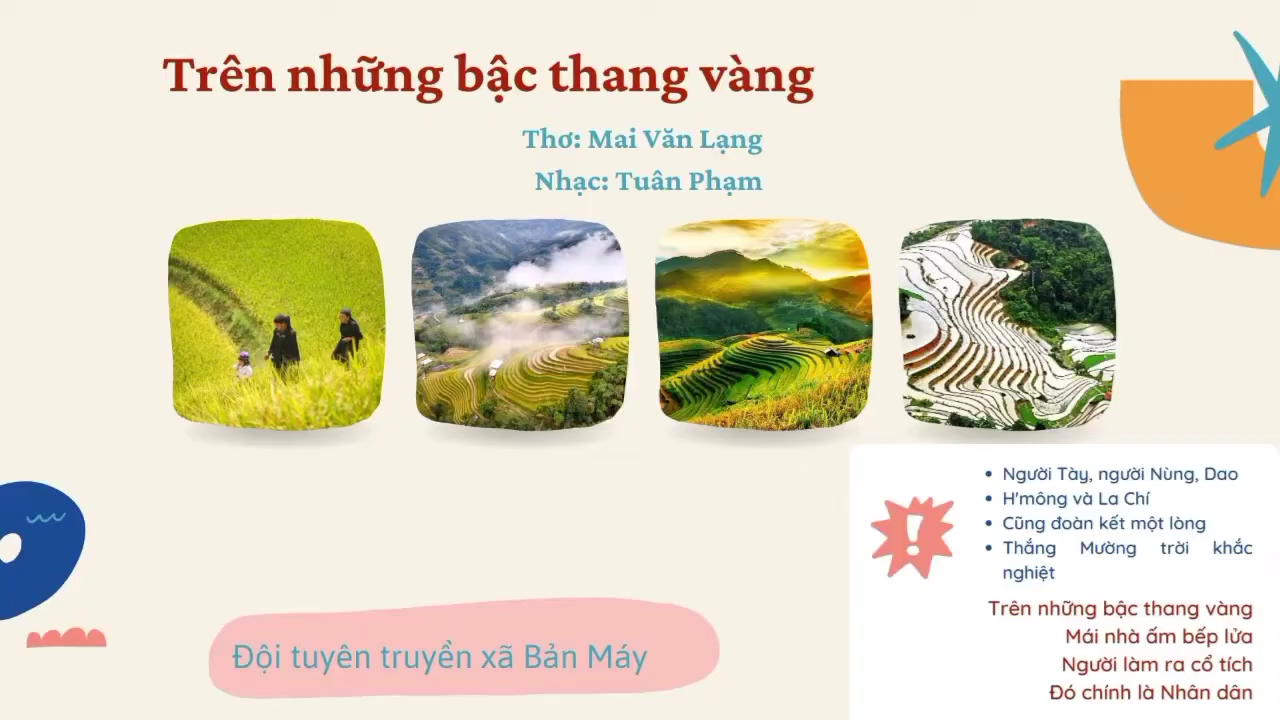 Trên những bậc thang vàng
Thơ: Mai Văn Lạng
Nhạc: Tuân Phạm
Người Tày, người Nùng, Dao
H'mông và La Chí
Cũng đoàn kết một lòng
Thắng Mường trời khắc
nghiệt
Trên những bậc thang vàng
Mái nhà ấm bếp lửa
Người làm ra cổ tích
Đó chính là Nhân dân
Đội tuyên truyền xã Bản Máy